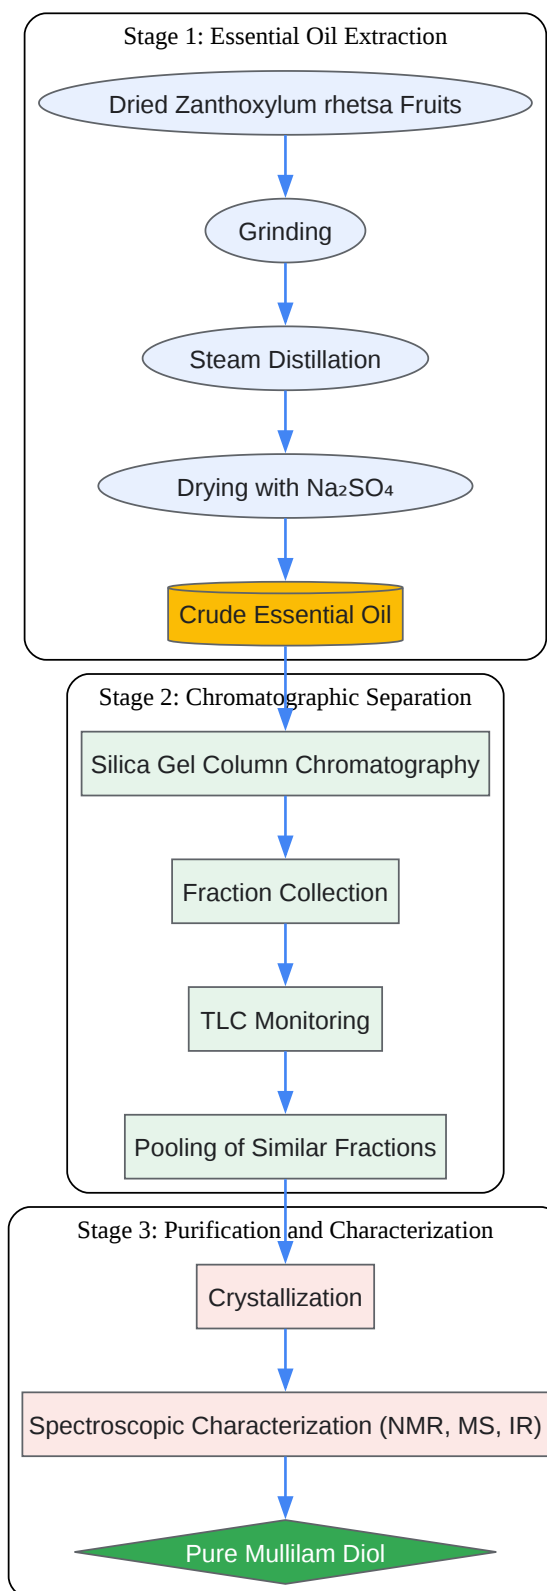 Stage 1: Essential Oil Extraction
Dried Zanthoxylum rhetsa Fruits
Grinding
Steam Distillation
Drying with Na₂SO₄
Crude Essential Oil
Stage 2: Chromatographic Separation
Silica Gel Column Chromatography
Fraction Collection
TLC Monitoring
Pooling of Similar Fractions
Stage 3: Purification and Characterization
Crystallization
Spectroscopic Characterization (NMR, MS, IR)
Pure Mullilam Diol